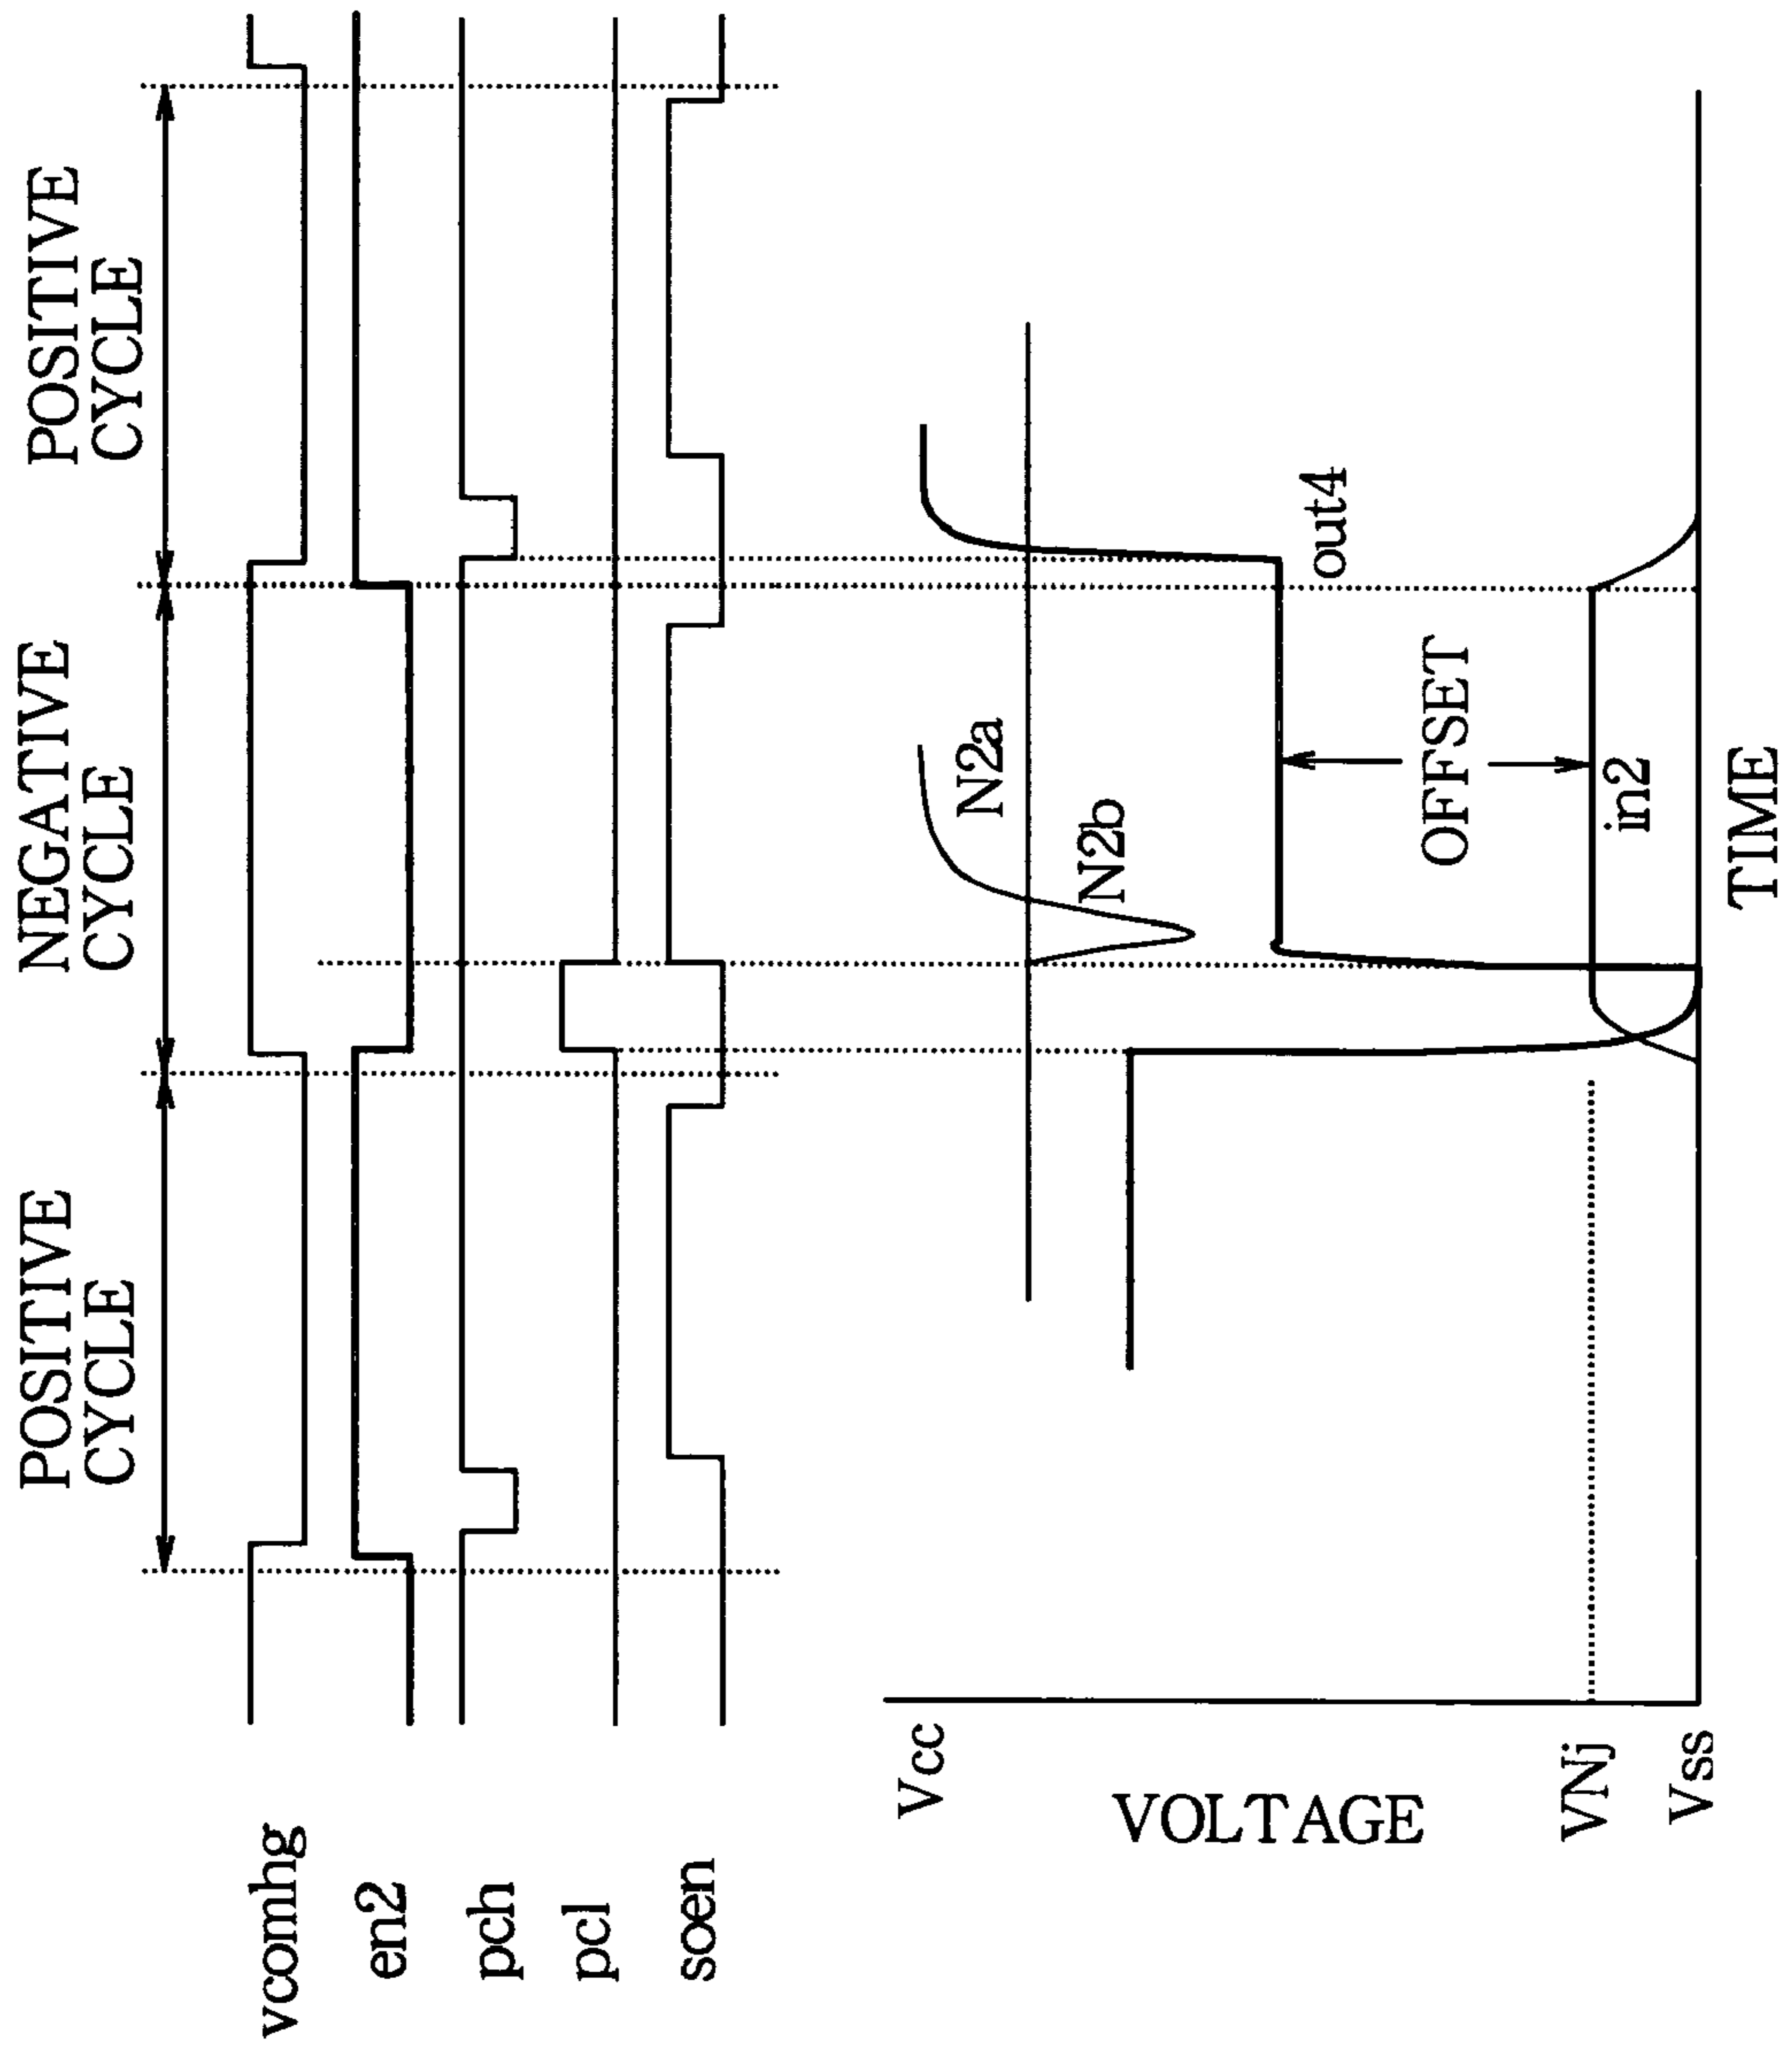 POSITIVE
CYCLE
NEGATIVE
CYCLE
POSITIVE
CYCLE
vcomhg
en2
pch
pcl
soen
Vcc
N2a
N2b
VOLTAGE
out4
OFFSET
VNj
in2
Vss
TIME